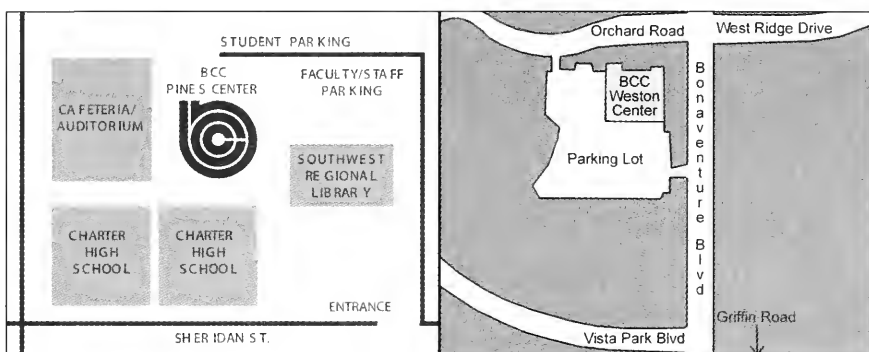 STUDENT PARKING
BCC
PINES CENTER
FACULTY/STAFF
PARKING
CAFETERIA/
AUDITORIUM
SOUTHWEST
REGIONAL
LIBRARY
CHARTER
HIGH
SCHOOL
CHARTER
HIGH
SCHOOL
ENTRANCE
SHERIDAN ST.
Orchard Road
West Ridge Drive
BCC
Weston
Center
Parking Lot
Bonaventure Blvd
Griffin Road
Vista Park Blvd